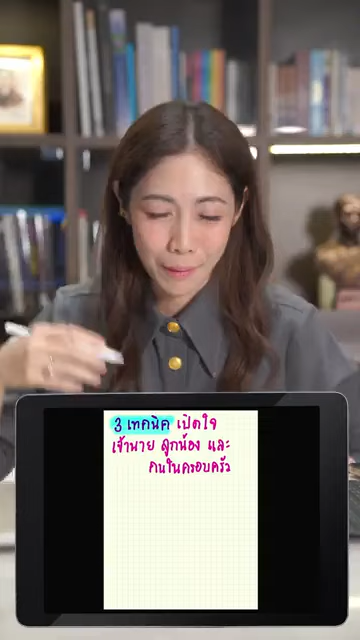 3 เทคนิค เปิดใจ
เจ้านาย ลูกน้อง และ
คนในครอบครัว